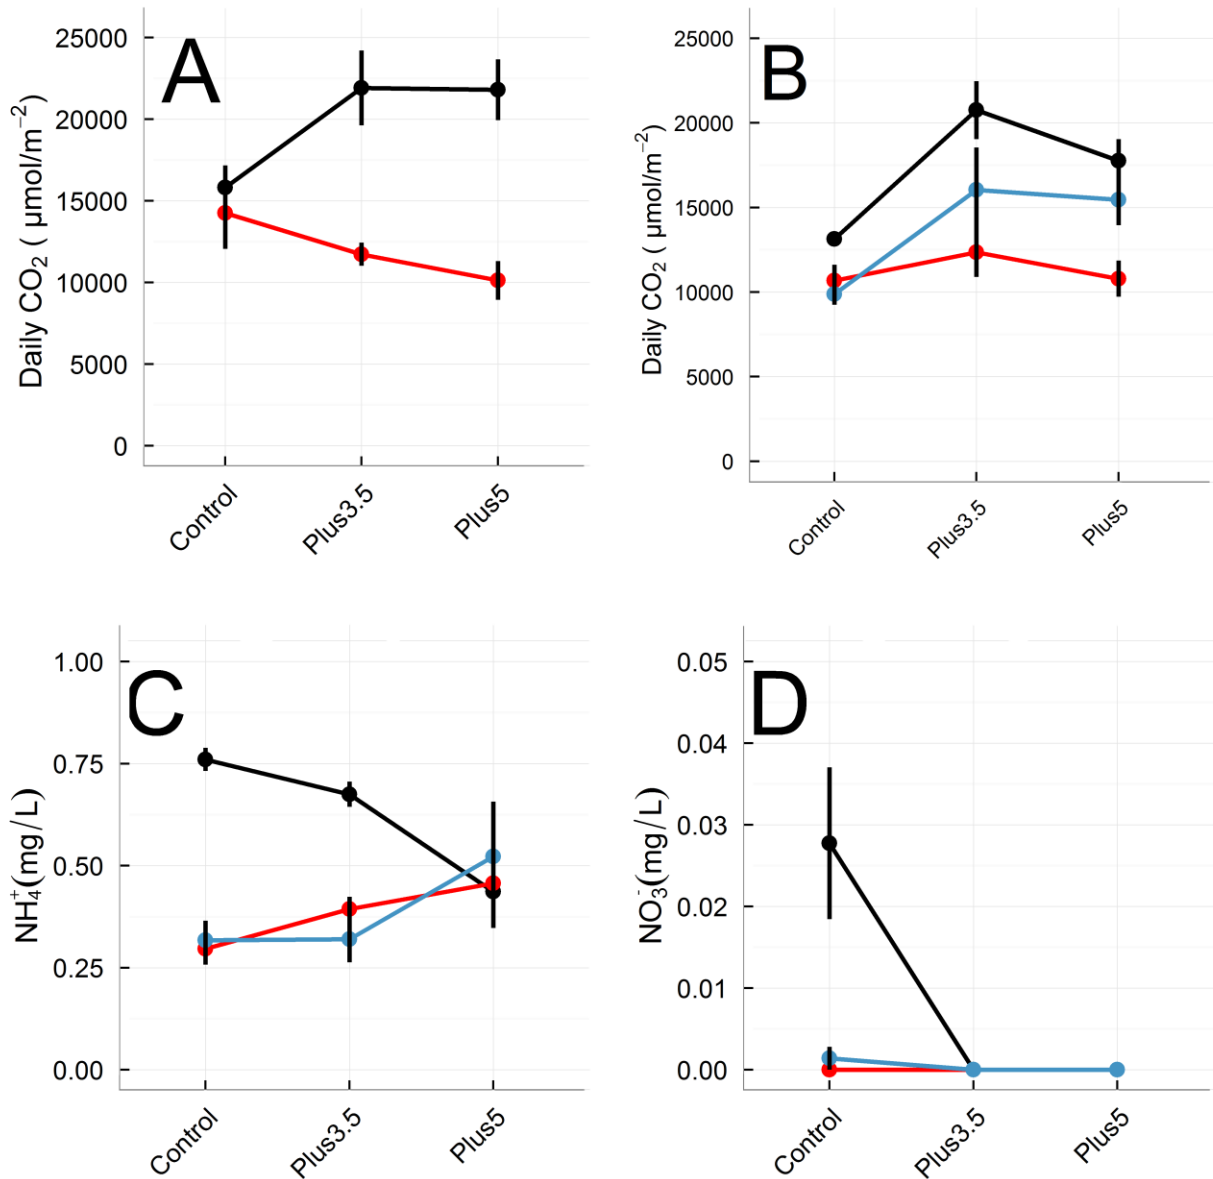 A
Daily CO₂ ( μmol/m⁻²)
25000
20000
15000
10000
5000
0
Control
Plus3.5
Plus5
B
Daily CO₂ ( μmol/m⁻²)
25000
20000
15000
10000
5000
0
Control
Plus3.5
Plus5
C
NH₄⁺(mg/L)
1.00
0.75
0.50
0.25
0.00
Control
Plus3.5
Plus5
D
NO₃⁻(mg/L)
0.05
0.04
0.03
0.02
0.01
0.00
Control
Plus3.5
Plus5